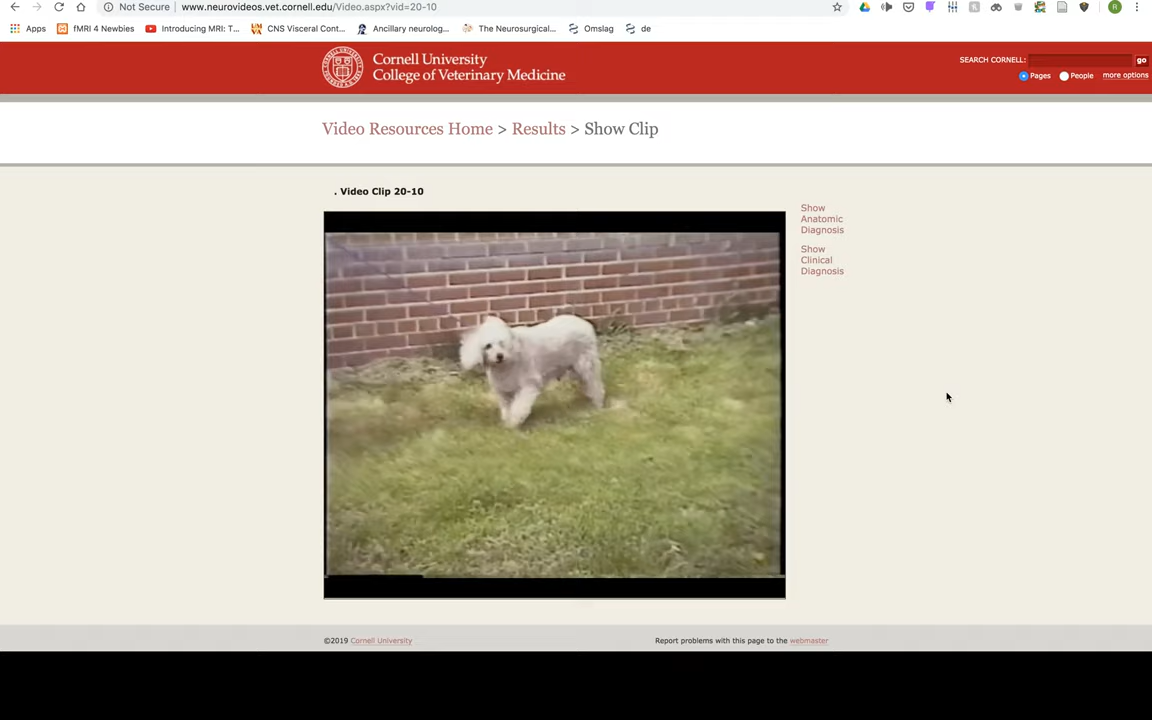 Not Secure | www.neurovideos.vet.cornell.edu/Video.aspx?vid=20-10
Apps fMRI 4 Newbies Introducing MRI: T... CNS Visceral Cont... Ancillary neurolog... The Neurosurgical... Omslag de
Cornell University
College of Veterinary Medicine
SEARCH CORNELL: go
Pages People more options
Video Resources Home > Results > Show Clip
. Video Clip 20-10
Show
Anatomic
Diagnosis
Show
Clinical
Diagnosis
©2019 Cornell University
Report problems with this page to the webmaster